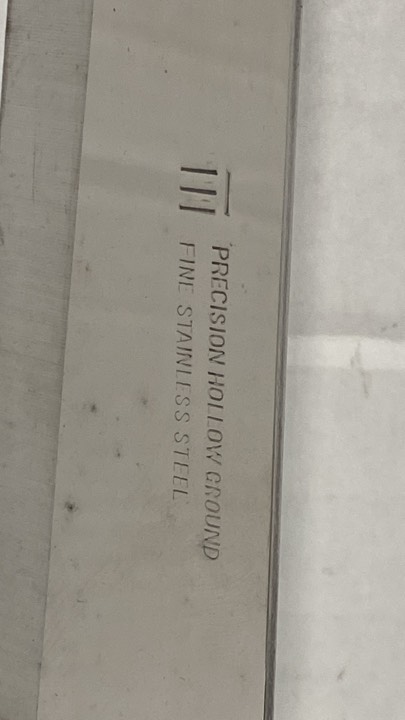 PRECISION HOLLOW GROUND
FINE STAINLESS STEEL